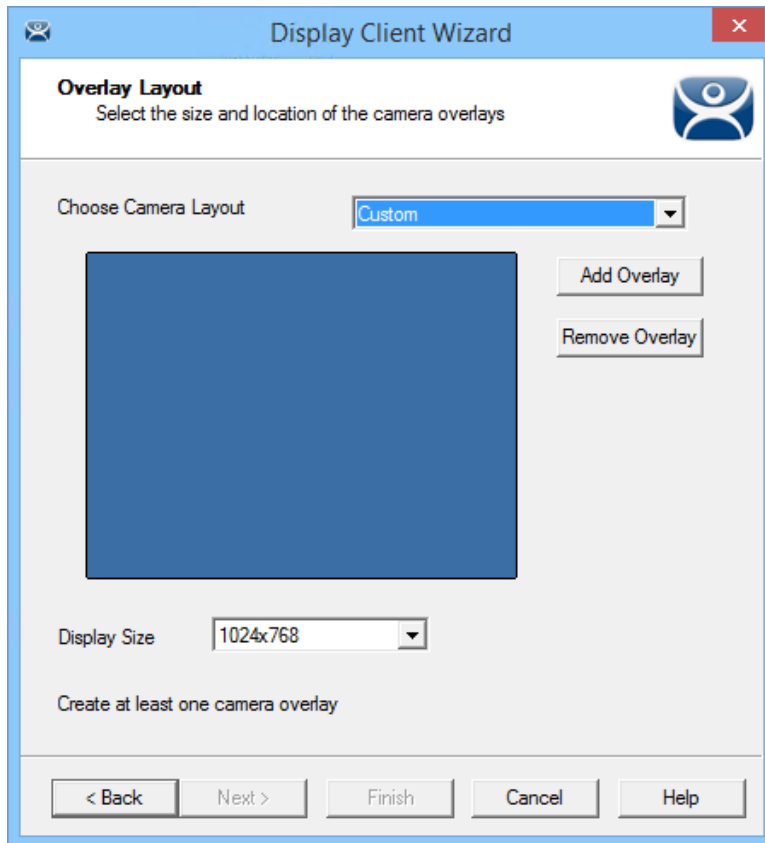 Display Client Wizard
Overlay Layout
Select the size and location of the camera overlays
Choose Camera Layout
Custom
Add Overlay
Remove Overlay
Display Size
1024x768
Create at least one camera overlay
< Back
Next >
Finish
Cancel
Help